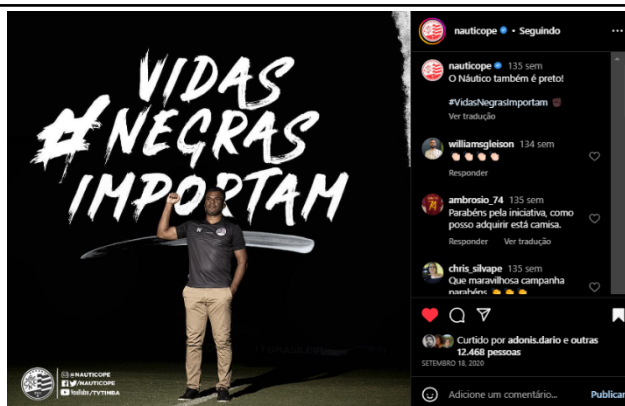 VIDAS
#NEGRAS
IMPORTAM
@NAUTICOPE
/NAUTICOPE
YouTube /TVTIMBA
nauticope • Seguindo
nauticope 135 sem
O Náutico também é preto!
#VidasNegrasImportam
Ver tradução
williamsgleison 134 sem
Responder
ambrosio_74 135 sem
Parabéns pela iniciativa, como
posso adquirir está camisa.
Responder Ver tradução
chris_silvape 135 sem
Que maravilhosa campanha
parabéns
Curtido por adonis.dario e outras
12.468 pessoas
SETEMBRO 18, 2020
Adicione um comentário... Publicar